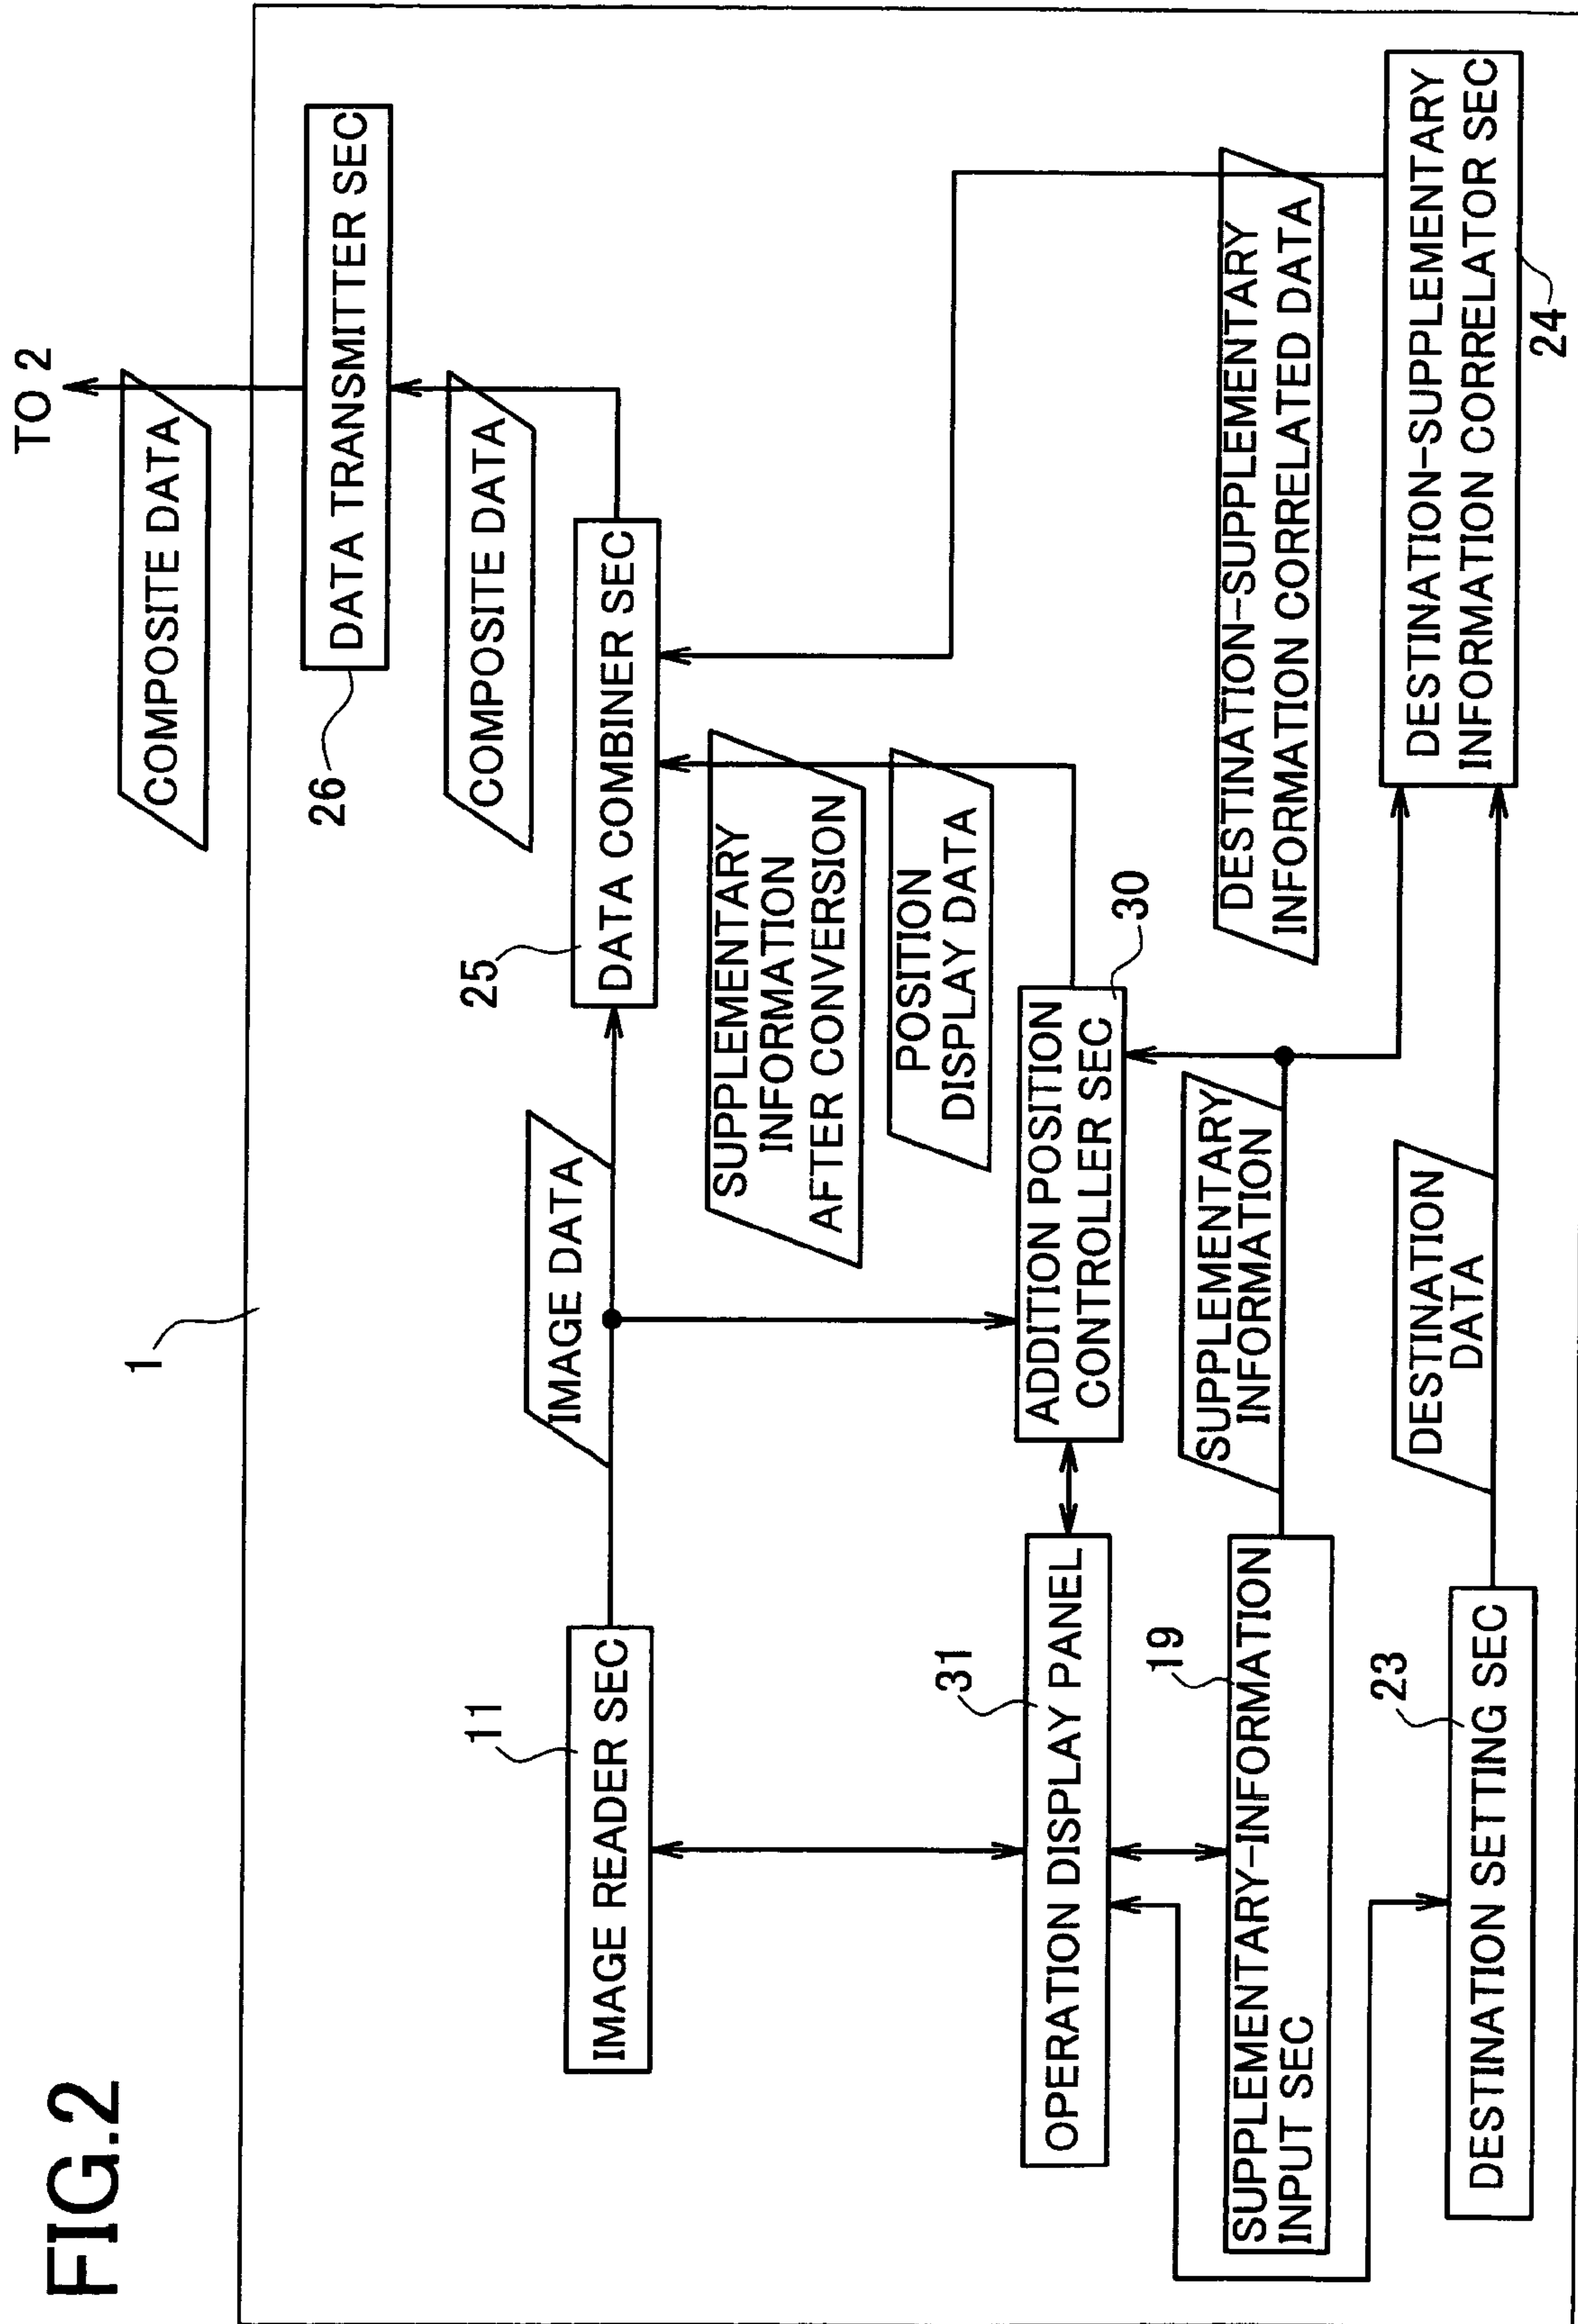 FIG.2
TO 2
1
COMPOSITE DATA
DATA TRANSMITTER SEC
26
COMPOSITE DATA
11
IMAGE READER SEC
IMAGE DATA
25
DATA COMBINER SEC
SUPPLEMENTARY
INFORMATION
AFTER CONVERSION
POSITION
DISPLAY DATA
31
OPERATION DISPLAY PANEL
ADDITION POSITION
CONTROLLER SEC
30
19
SUPPLEMENTARY-INFORMATION
INPUT SEC
SUPPLEMENTARY
INFORMATION
DESTINATION-SUPPLEMENTARY
INFORMATION CORRELATED DATA
23
DESTINATION SETTING SEC
DESTINATION
DATA
DESTINATION-SUPPLEMENTARY
INFORMATION CORRELATOR SEC
24